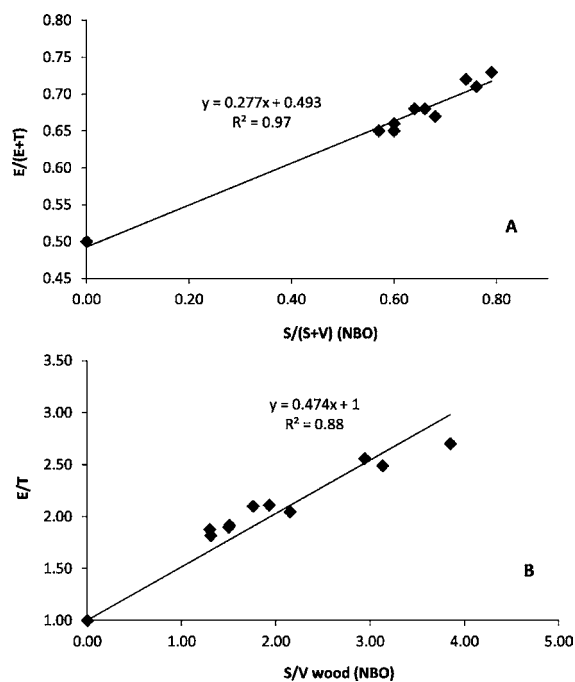 0.80
0.75
0.70
0.65
0.60
0.55
0.50
0.45
E/(E+T)
y = 0.277x + 0.493
R² = 0.97
A
0.00 0.20 0.40 0.60 0.80
S/(S+V) (NBO)
3.50
3.00
2.50
2.00
1.50
1.00
E/T
y = 0.474x + 1
R² = 0.88
B
0.00 1.00 2.00 3.00 4.00 5.00
S/V wood (NBO)